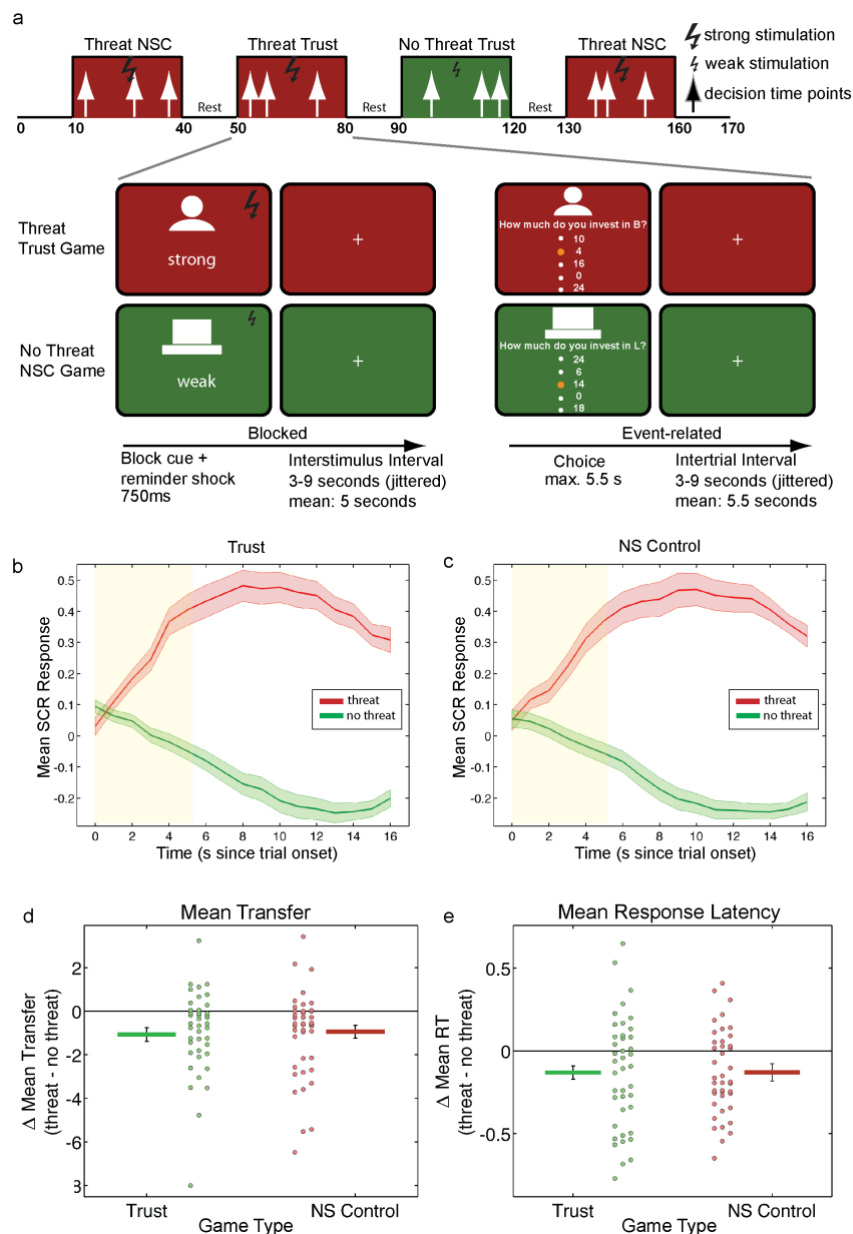 a
Threat NSC
Threat Trust
No Threat Trust
Threat NSC
strong stimulation
weak stimulation
decision time points
Rest
Rest
Rest
0
10
40
50
80
90
120
130
160
170
Threat
Trust Game
strong
+
How much do you invest in B?
10
4
16
0
24
+
No Threat
NSC Game
weak
+
How much do you invest in L?
24
6
14
0
18
+
Blocked
Event-related
Block cue +
reminder shock
750ms
Interstimulus Interval
3-9 seconds (jittered)
mean: 5 seconds
Choice
max. 5.5 s
Intertrial Interval
3-9 seconds (jittered)
mean: 5.5 seconds
b
Trust
Mean SCR Response
0.5
0.4
0.3
0.2
0.1
0
-0.1
-0.2
threat
no threat
0 2 4 6 8 10 12 14 16
Time (s since trial onset)
c
NS Control
Mean SCR Response
0.5
0.4
0.3
0.2
0.1
0
-0.1
-0.2
threat
no threat
0 2 4 6 8 10 12 14 16
Time (s since trial onset)
d
Mean Transfer
Δ Mean Transfer
(threat - no threat)
2
0
-2
-4
-6
8
Trust
NS Control
Game Type
e
Mean Response Latency
Δ Mean RT
(threat - no threat)
0.5
0
-0.5
Trust
NS Control
Game Type